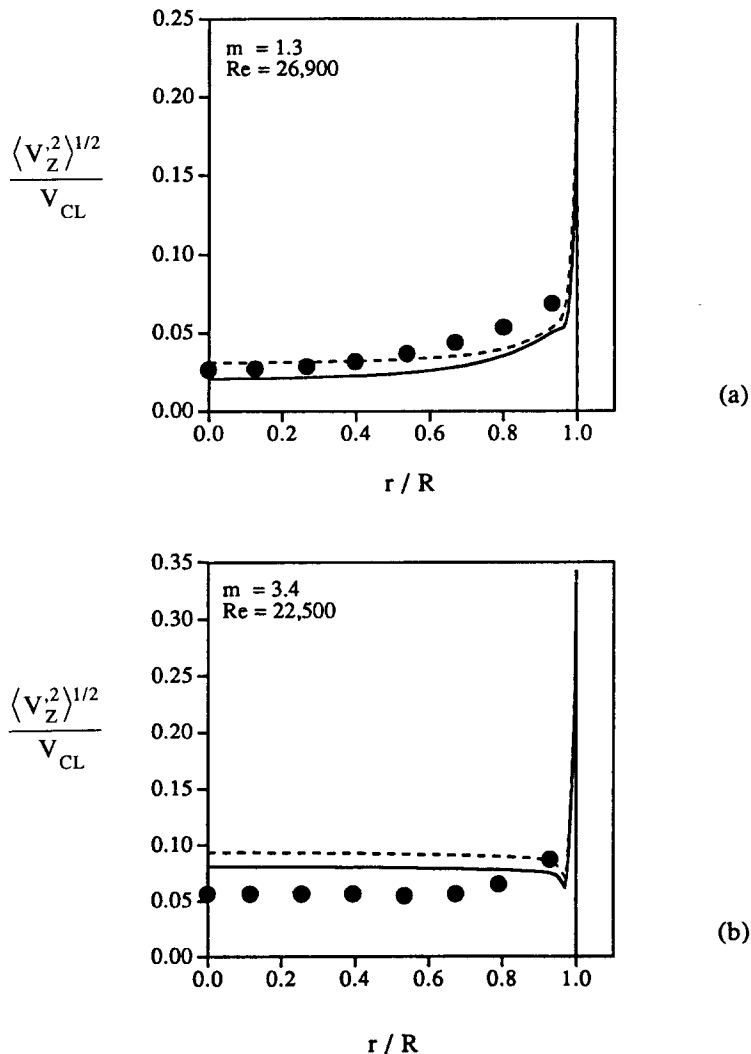 0.25
m = 1.3
Re = 26,900
0.20
⟨V'_Z^2⟩^1/2
V_CL
0.15
0.10
0.05
0.00
0.0 0.2 0.4 0.6 0.8 1.0
r / R
(a)
0.35
m = 3.4
Re = 22,500
0.30
0.25
⟨V'_Z^2⟩^1/2
V_CL
0.20
0.15
0.10
0.05
0.00
0.0 0.2 0.4 0.6 0.8 1.0
r / R
(b)